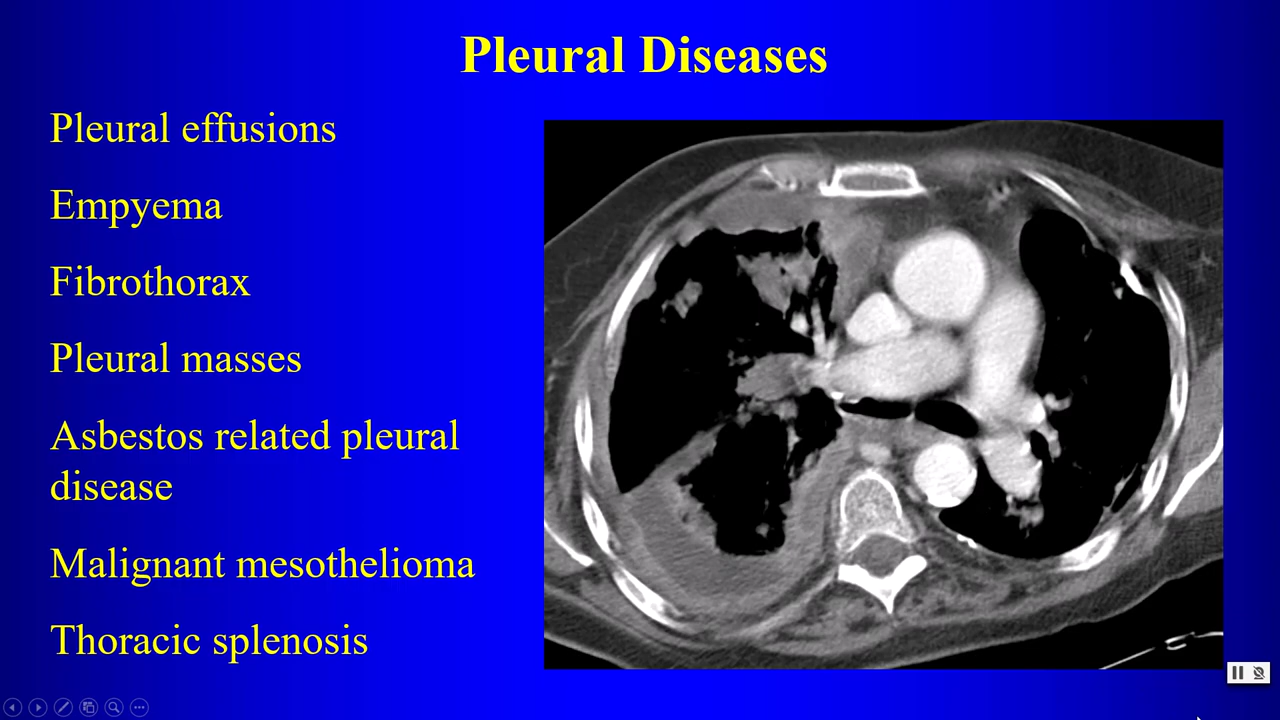 Pleural Diseases
Pleural effusions
Empyema
Fibrothorax
Pleural masses
Asbestos related pleural
disease
Malignant mesothelioma
Thoracic splenosis